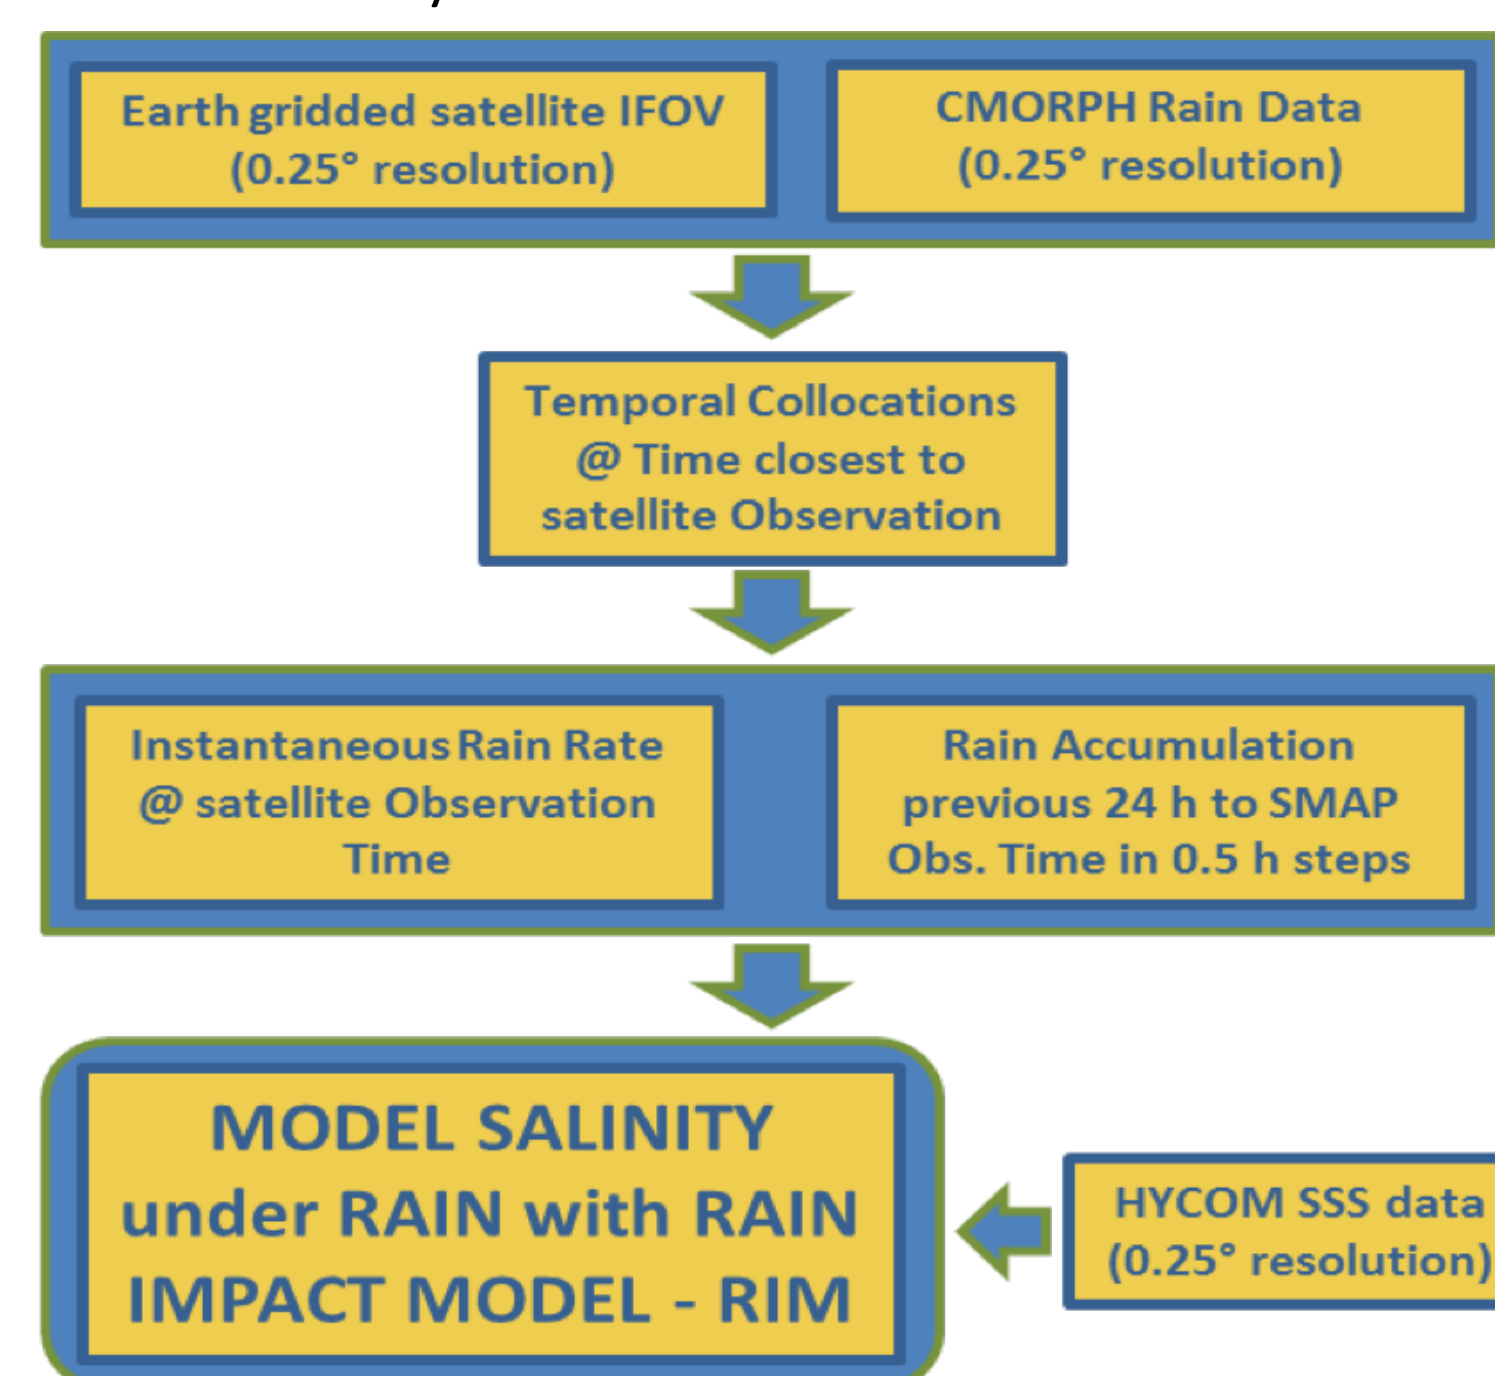 Earth gridded satellite IFOV
(0.25° resolution)
CMORPH Rain Data
(0.25° resolution)
Temporal Collocations
@ Time closest to
satellite Observation
Instantaneous Rain Rate
@ satellite Observation
Time
Rain Accumulation
previous 24 h to SMAP
Obs. Time in 0.5 h steps
MODEL SALINITY
under RAIN with RAIN
IMPACT MODEL - RIM
HYCOM SSS data
(0.25° resolution)